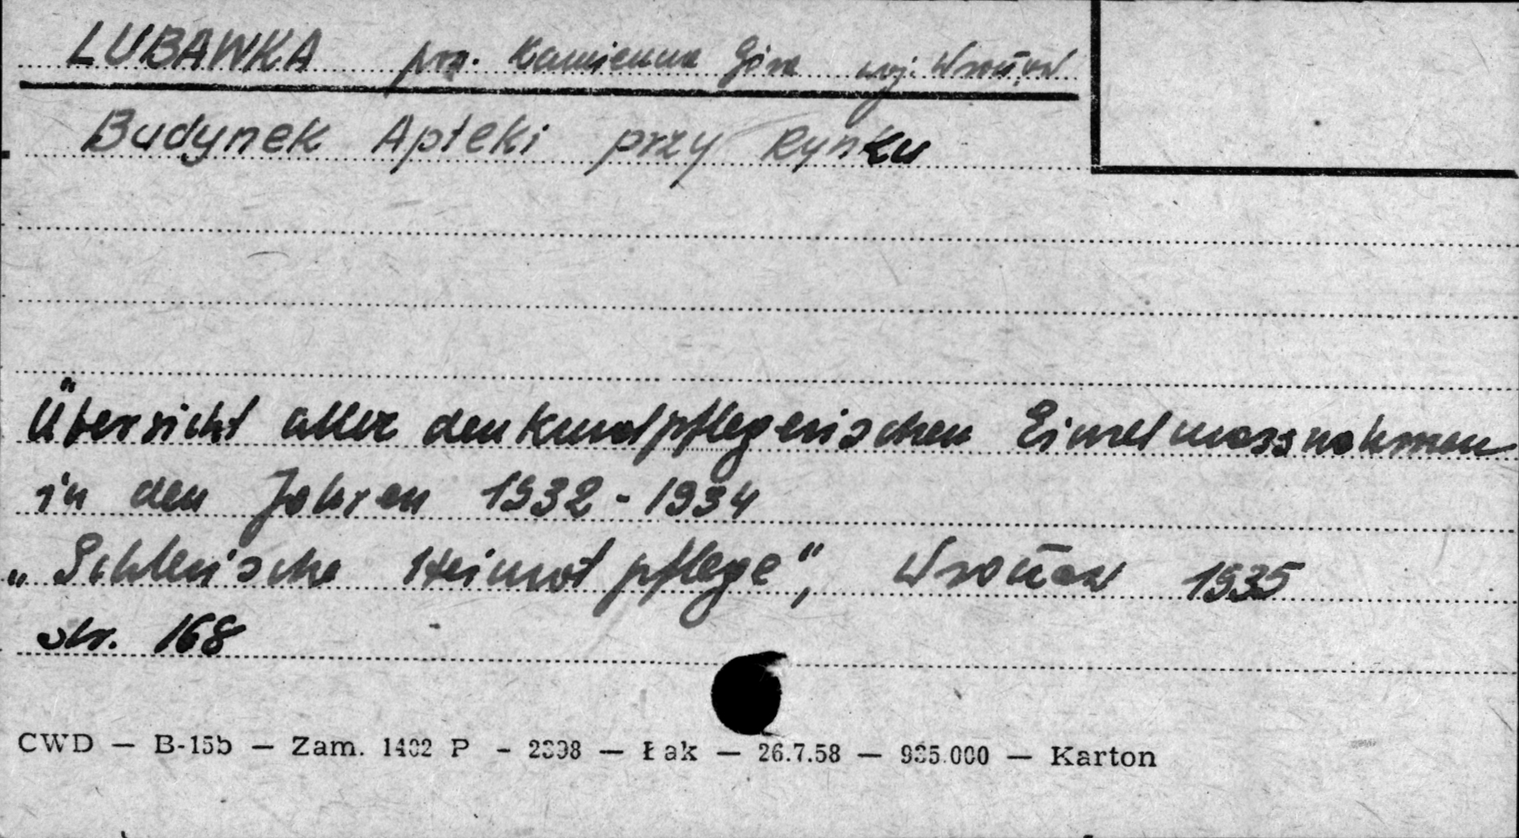 LUBAWKA pow. Kamienna Góra woj. Wrocław
Budynek Apteki przy Rynku
Übersicht aller denkmalpflegerischen Einzelmassnahmen
in den Jahren 1932 - 1934
„Schlesische Heimatpflege", Wrocław 1935
str. 168
CWD — B-15b — Zam. 1402 P - 2398 — Łak — 26.7.58 — 935.000 — Karton